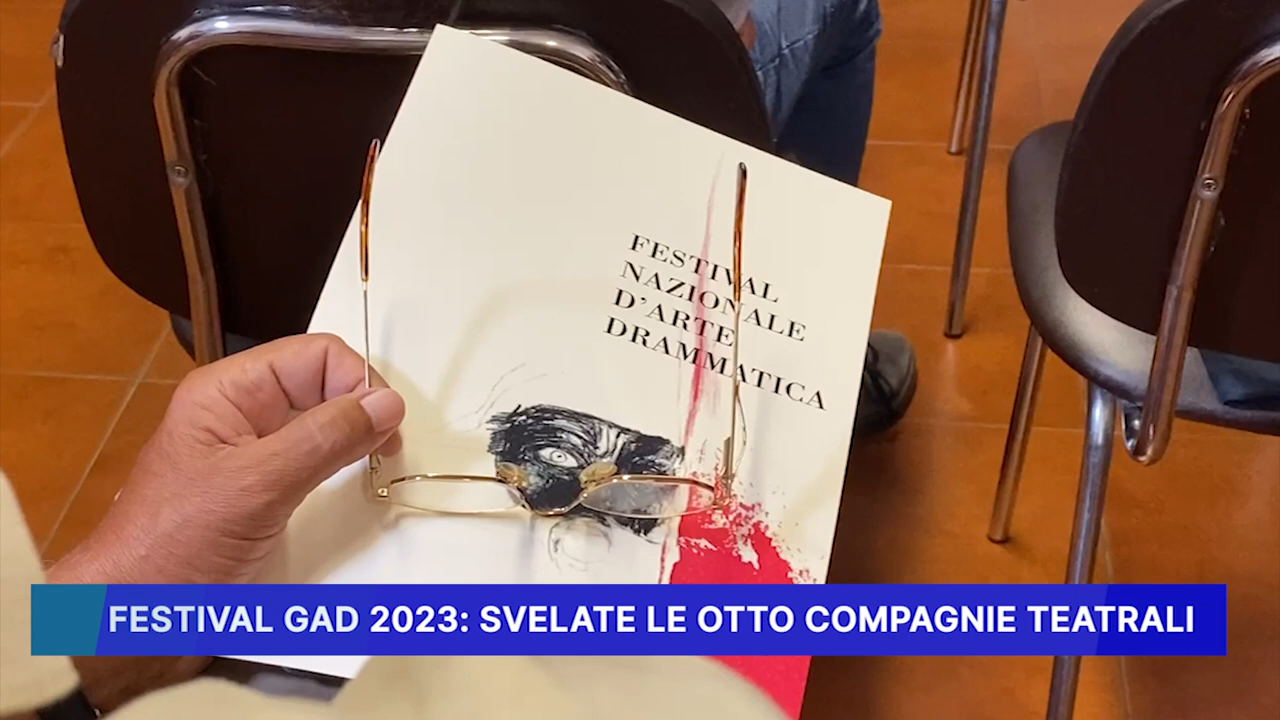 FESTIVAL
NAZIONALE
D'ARTE
DRAMMATICA
FESTIVAL GAD 2023: SVELATE LE OTTO COMPAGNIE TEATRALI